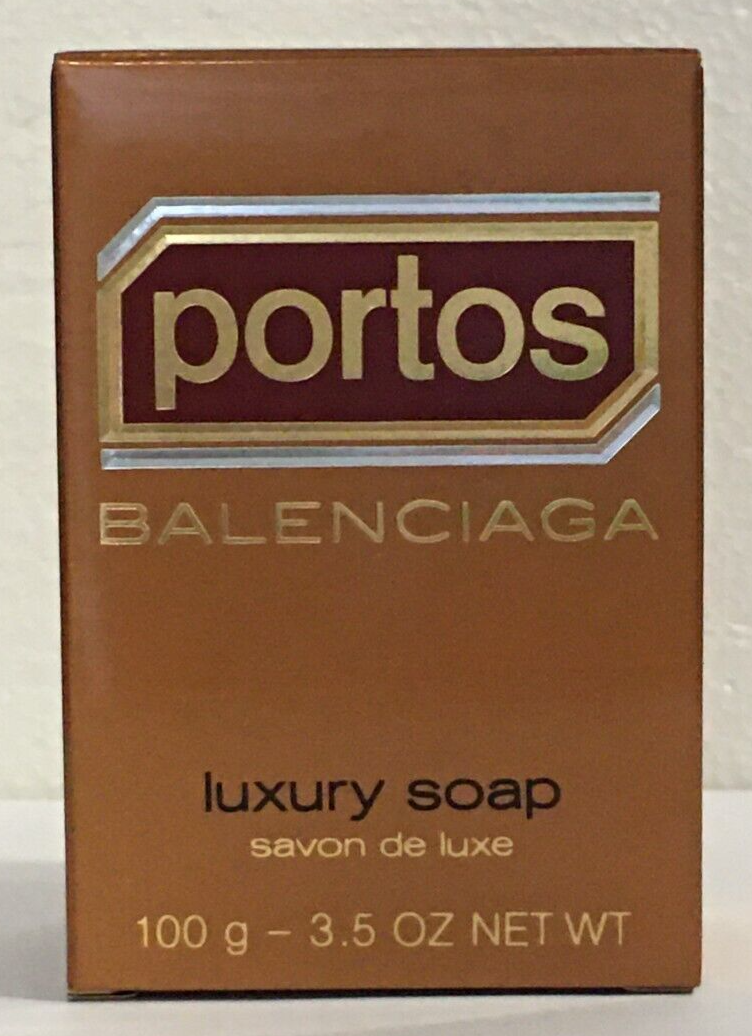 portos
BALENCIAGA
luxury soap
savon de luxe
100 g – 3.5 OZ NET WT